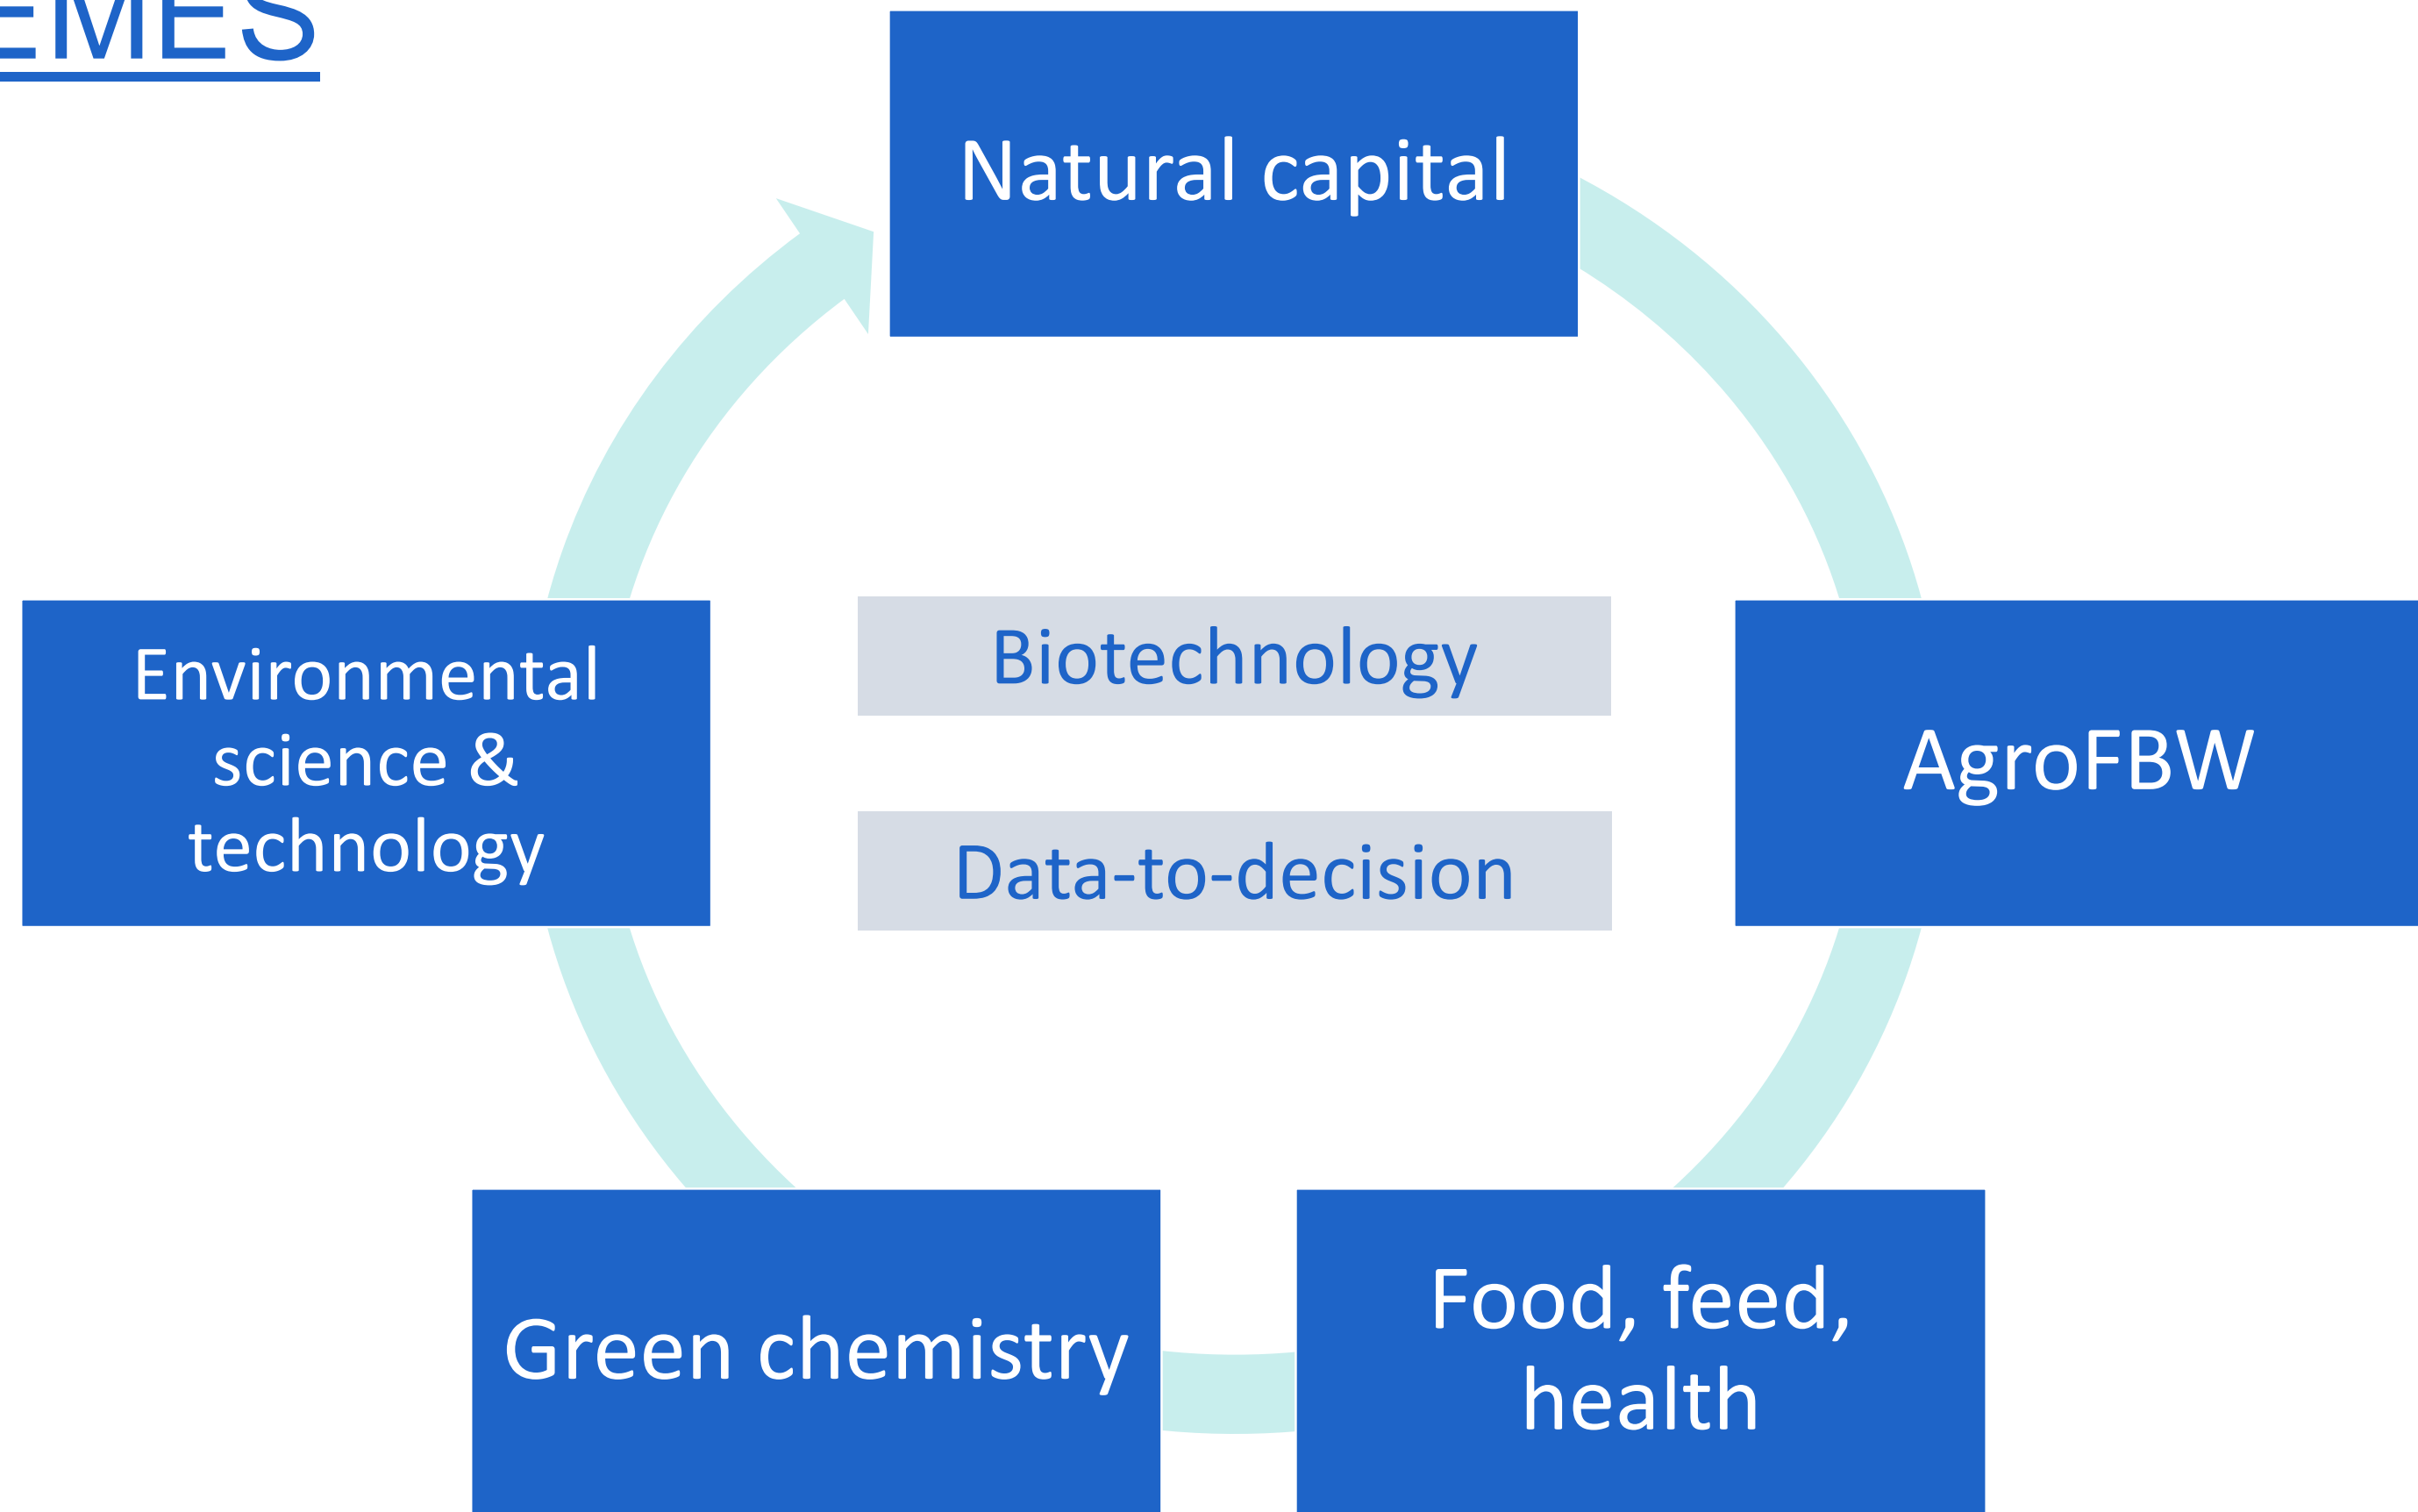 EMES
Natural capital
Environmental
science &
technology
Biotechnology
Data-to-decision
AgroFBW
Green chemistry
Food, feed,
health